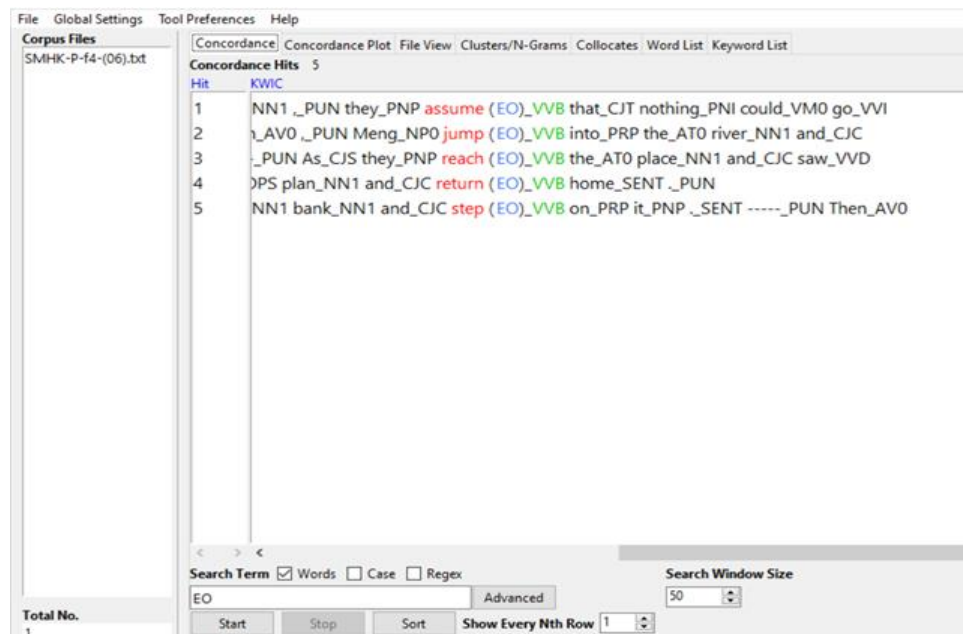 File Global Settings Tool Preferences Help
Corpus Files
SMHK-P-f4-(06).txt
Concordance Concordance Plot File View Clusters/N-Grams Collocates Word List Keyword List
Concordance Hits 5
Hit KWIC
1 NN1 ,_PUN they_PNP assume (EO)_VVB that_CJT nothing_PNI could_VM0 go_VVI
2 _AV0 ,_PUN Meng_NP0 jump (EO)_VVB into_PRP the_AT0 river_NN1 and_CJC
3 -_PUN As_CJS they_PNP reach (EO)_VVB the_AT0 place_NN1 and_CJC saw_VVD
4 DPS plan_NN1 and_CJC return (EO)_VVB home_SENT ._PUN
5 NN1 bank_NN1 and_CJC step (EO)_VVB on_PRP it_PNP ._SENT -----_PUN Then_AV0
Search Term Words Case Regex
Search Window Size
EO Advanced 50
Total No.
1
Start Stop Sort Show Every Nth Row 1